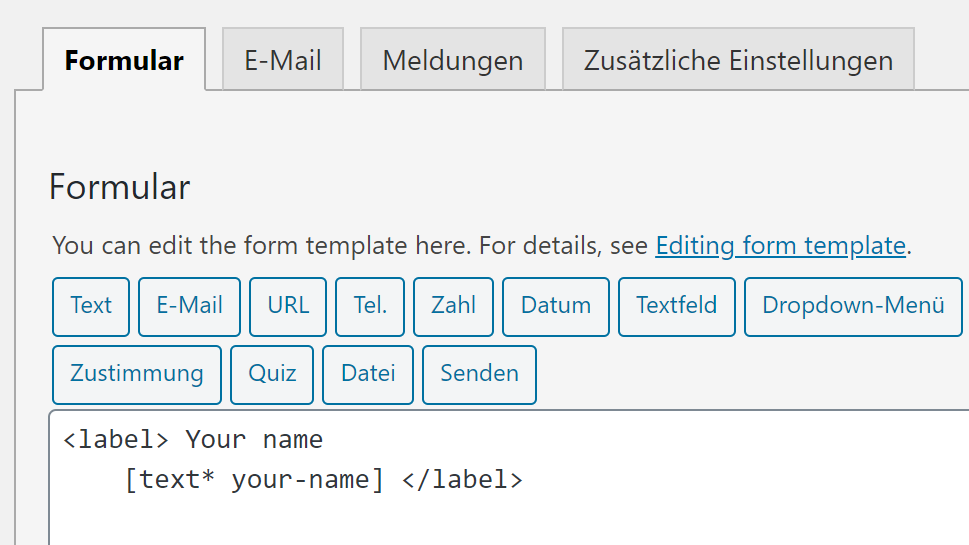 Formular E-Mail Meldungen Zusätzliche Einstellungen
Formular
You can edit the form template here. For details, see Editing form template.
Text E-Mail URL Tel. Zahl Datum Textfeld Dropdown-Menü
Zustimmung Quiz Datei Senden
<label> Your name
[text* your-name] </label>